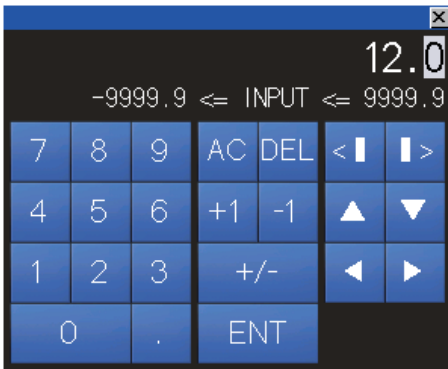 12.0
-9999.9 <= INPUT <= 9999.9
7 8 9 AC DEL <▮ ▮>
4 5 6 +1 -1 ▲ ▼
1 2 3 +/- ◀ ▶
0 . ENT